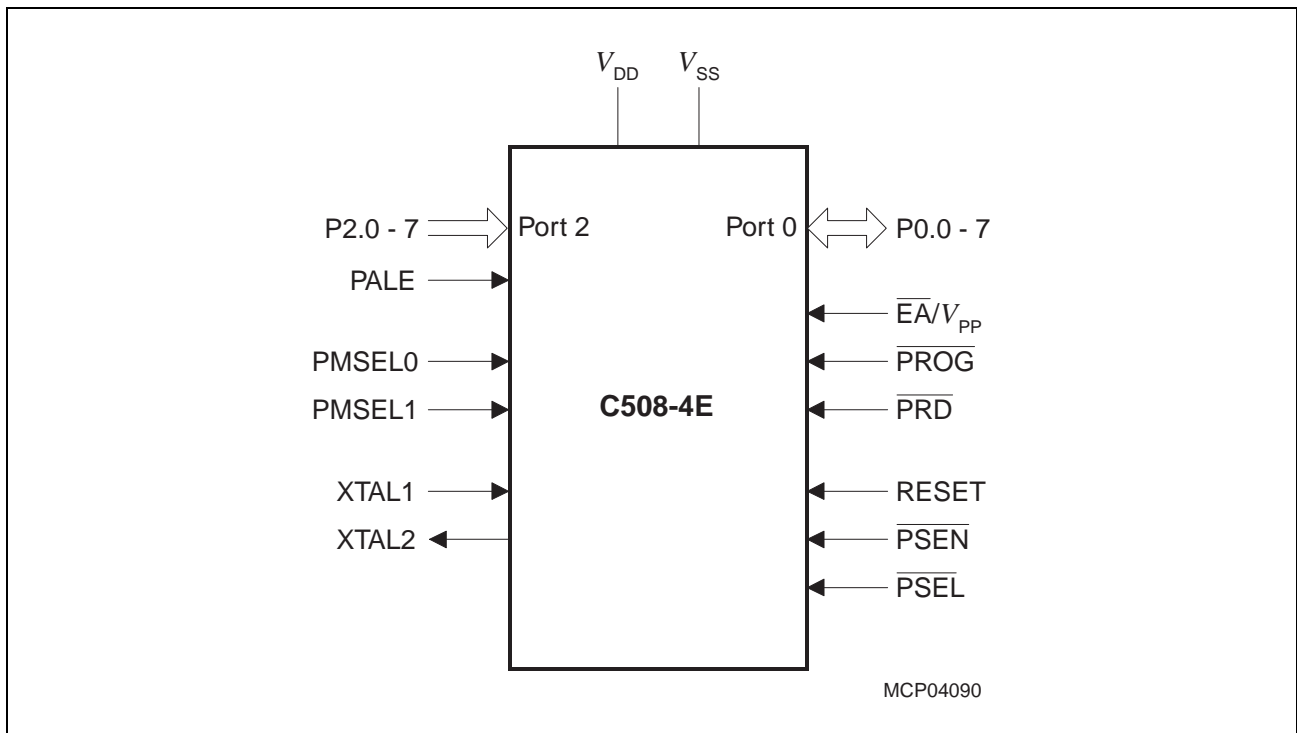 VDD VSS
P2.0 - 7 Port 2 Port 0 P0.0 - 7
PALE
EA/VPP
PMSEL0 PROG
PMSEL1 C508-4E PRD
XTAL1 RESET
XTAL2 PSEN
PSEL
MCP04090